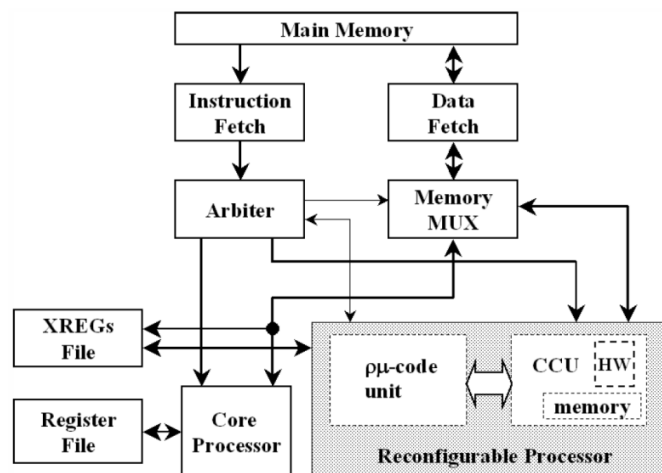 Main Memory
Instruction
Fetch
Data
Fetch
Arbiter
Memory
MUX
XREGs
File
ρμ-code
unit
CCU
HW
memory
Register
File
Core
Processor
Reconfigurable Processor